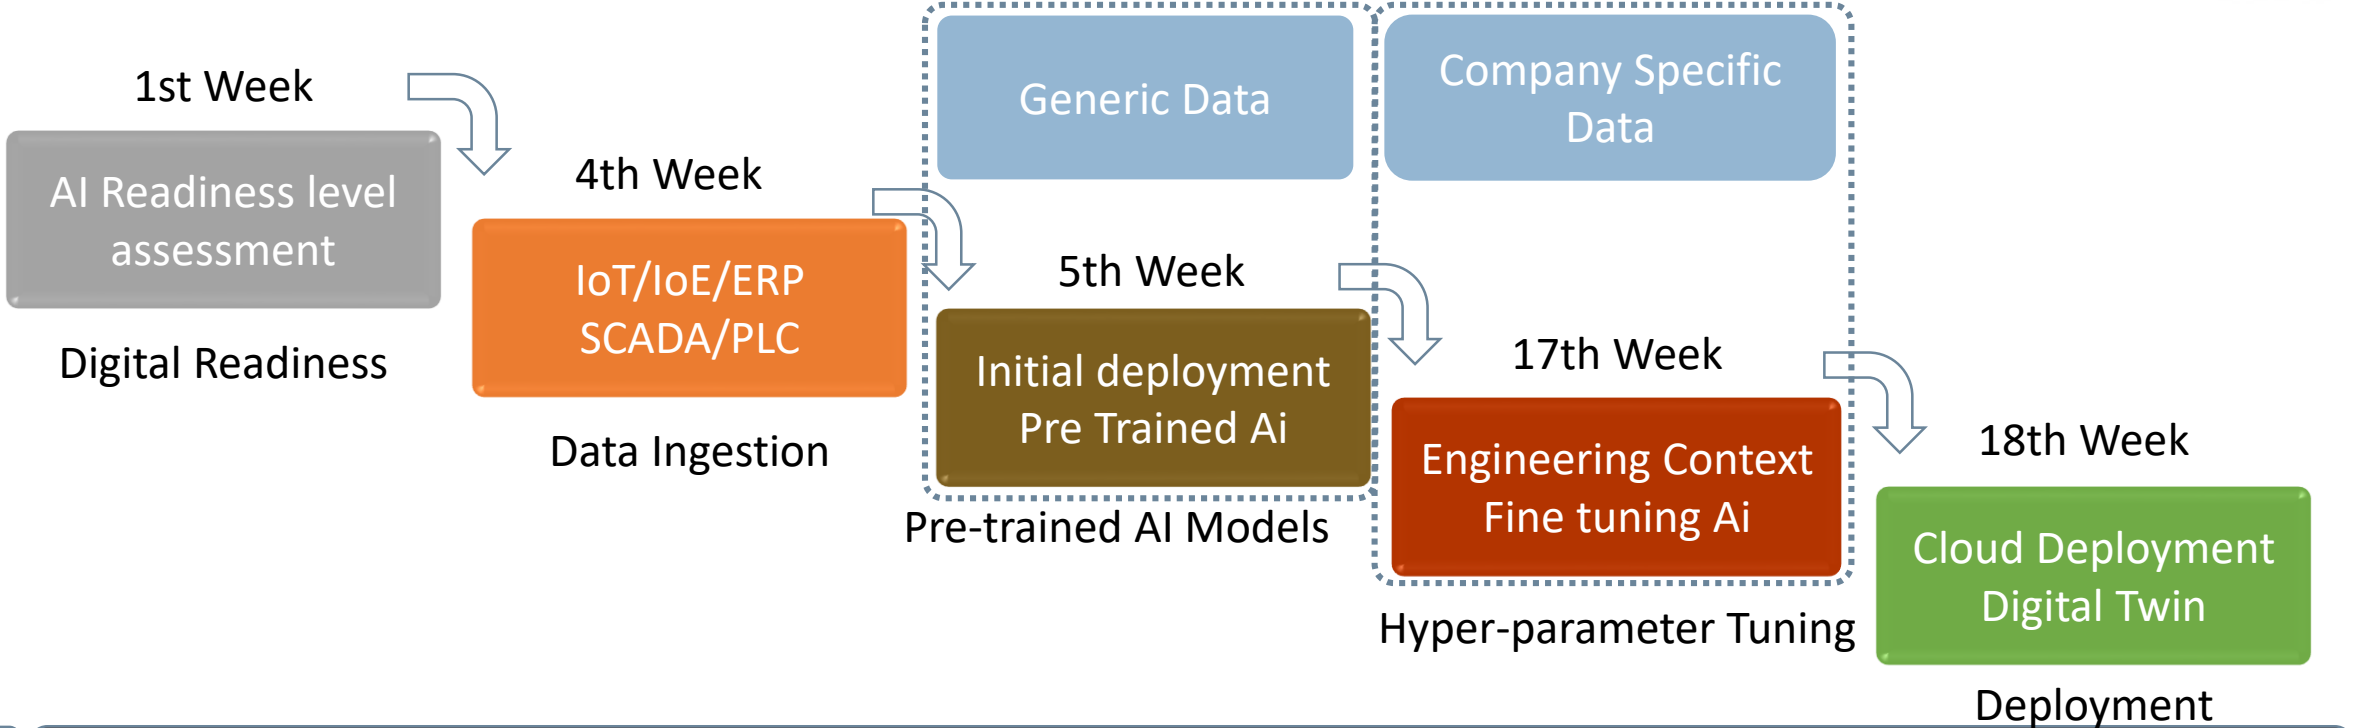 1st Week
AI Readiness level
assessment
Digital Readiness
4th Week
IoT/IoE/ERP
SCADA/PLC
Data Ingestion
Generic Data
5th Week
Initial deployment
Pre Trained Ai
Pre-trained AI Models
Company Specific
Data
17th Week
Engineering Context
Fine tuning Ai
Hyper-parameter Tuning
18th Week
Cloud Deployment
Digital Twin
Deployment